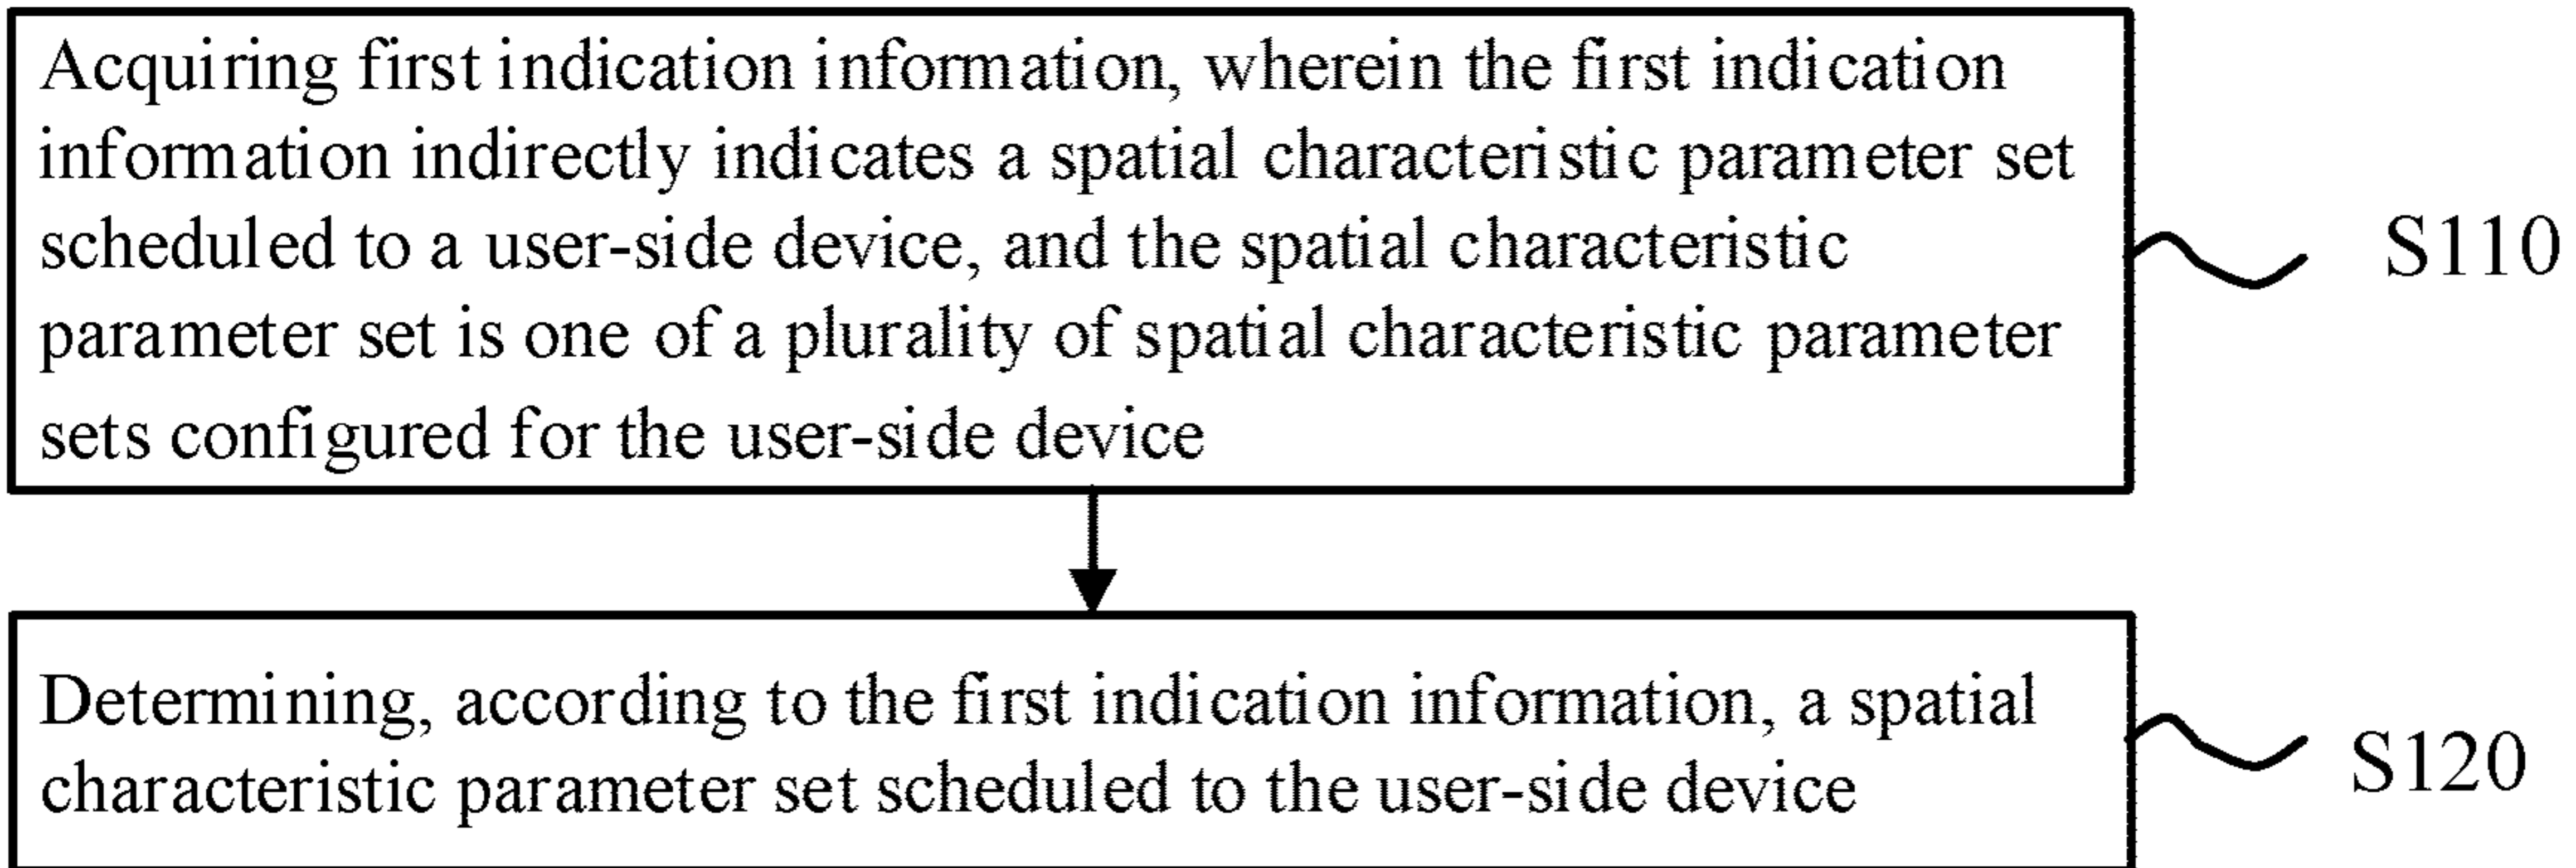 Acquiring first indication information, wherein the first indication
information indirectly indicates a spatial characteristic parameter set
scheduled to a user-side device, and the spatial characteristic
parameter set is one of a plurality of spatial characteristic parameter
sets configured for the user-side device
S110
Determining, according to the first indication information, a spatial
characteristic parameter set scheduled to the user-side device
S120